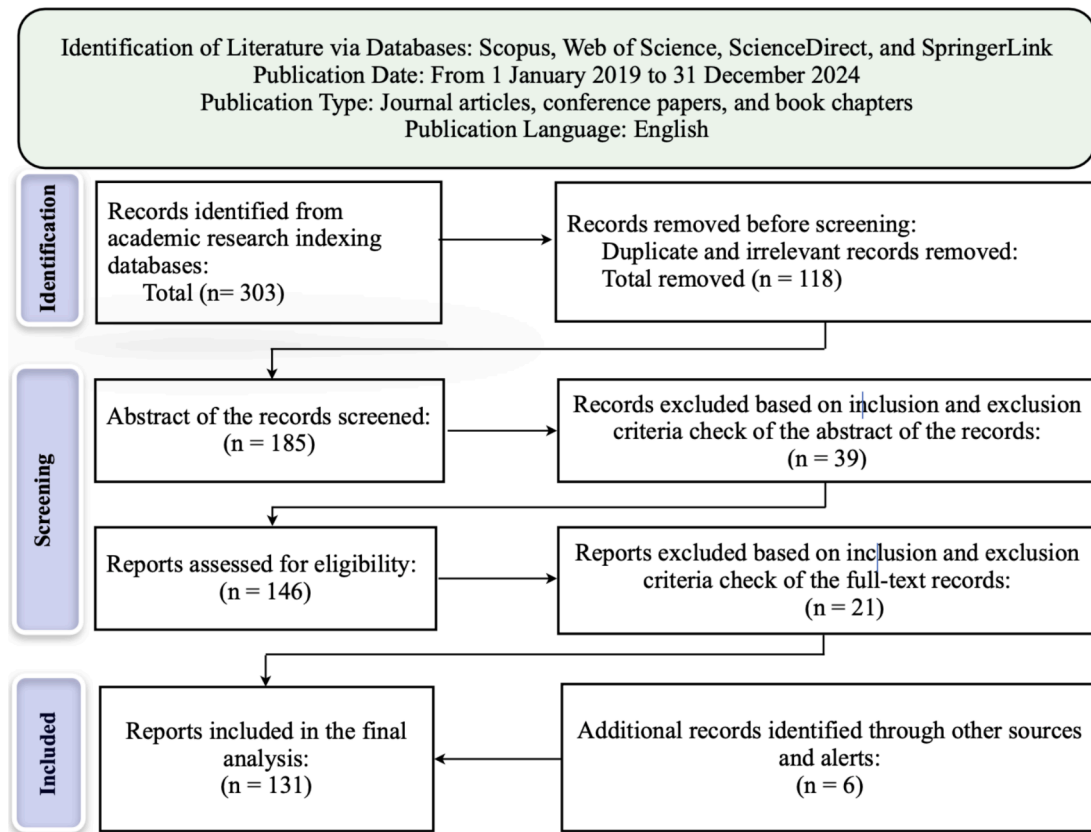 Identification of Literature via Databases: Scopus, Web of Science, ScienceDirect, and SpringerLink
Publication Date: From 1 January 2019 to 31 December 2024
Publication Type: Journal articles, conference papers, and book chapters
Publication Language: English
Identification
Records identified from
academic research indexing
databases:
Total (n= 303)
Records removed before screening:
Duplicate and irrelevant records removed:
Total removed (n = 118)
Screening
Abstract of the records screened:
(n = 185)
Records excluded based on inclusion and exclusion
criteria check of the abstract of the records:
(n = 39)
Reports assessed for eligibility:
(n = 146)
Reports excluded based on inclusion and exclusion
criteria check of the full-text records:
(n = 21)
Included
Reports included in the final
analysis:
(n = 131)
Additional records identified through other sources
and alerts:
(n = 6)